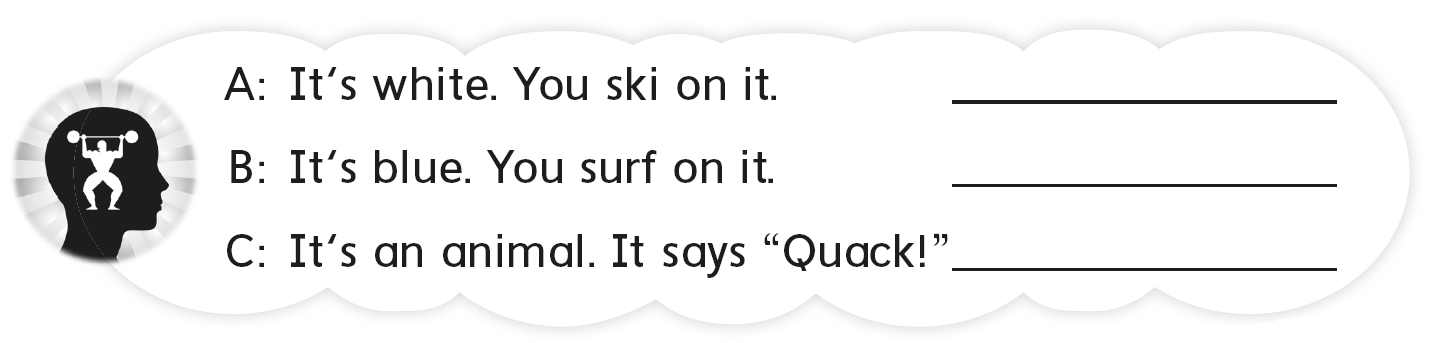 A: It‘s white. You ski on it.
B: It‘s blue. You surf on it.
C: It‘s an animal. It says “Quack!”